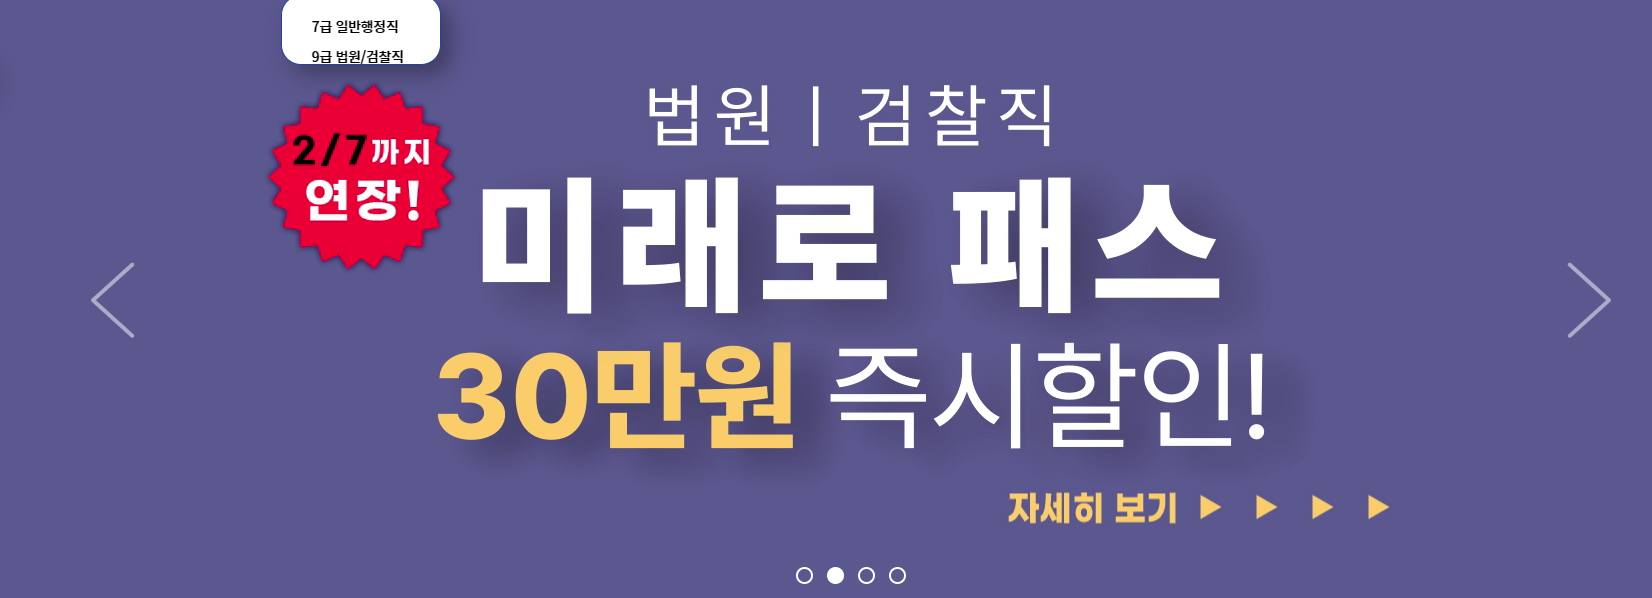 7급 일반행정직
9급 법원/검찰직
2/7까지
연장!
법원 | 검찰직
미래로 패스
30만원 즉시할인!
자세히 보기 ▶ ▶ ▶ ▶